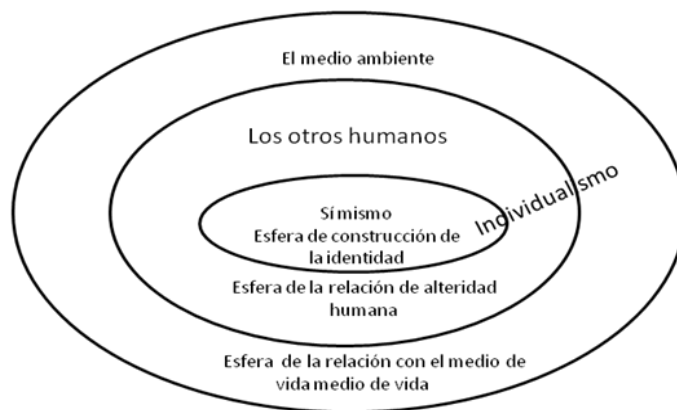 El medio ambiente
Los otros humanos
Individualismo
Sí mismo
Esfera de construcción de
la identidad
Esfera de la relación de alteridad
humana
Esfera de la relación con el medio de
vida medio de vida